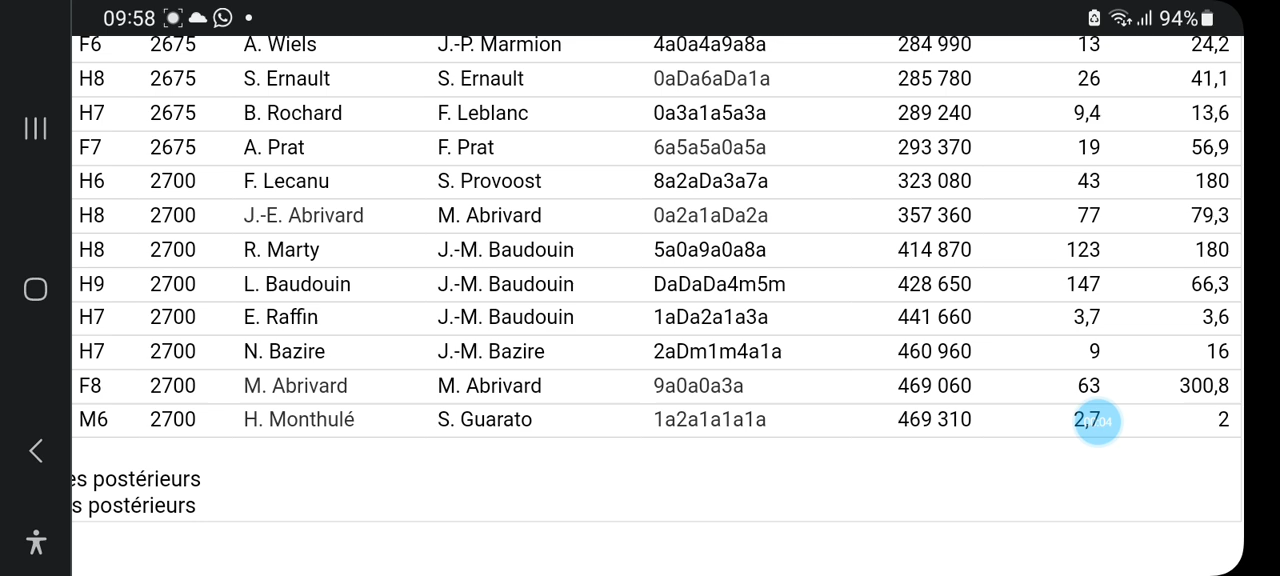 09:58 94%
F6 2675 A. Wiels J.-P. Marmion 4a0a4a9a8a 284 990 13 24,2
H8 2675 S. Ernault S. Ernault 0aDa6aDa1a 285 780 26 41,1
H7 2675 B. Rochard F. Leblanc 0a3a1a5a3a 289 240 9,4 13,6
F7 2675 A. Prat F. Prat 6a5a5a0a5a 293 370 19 56,9
H6 2700 F. Lecanu S. Provoost 8a2aDa3a7a 323 080 43 180
H8 2700 J.-E. Abrivard M. Abrivard 0a2a1aDa2a 357 360 77 79,3
H8 2700 R. Marty J.-M. Baudouin 5a0a9a0a8a 414 870 123 180
H9 2700 L. Baudouin J.-M. Baudouin DaDaDa4m5m 428 650 147 66,3
H7 2700 E. Raffin J.-M. Baudouin 1aDa2a1a3a 441 660 3,7 3,6
H7 2700 N. Bazire J.-M. Bazire 2aDm1m4a1a 460 960 9 16
F8 2700 M. Abrivard M. Abrivard 9a0a0a3a 469 060 63 300,8
M6 2700 H. Monthulé S. Guarato 1a2a1a1a1a 469 310 2,7 2
es postérieurs
s postérieurs